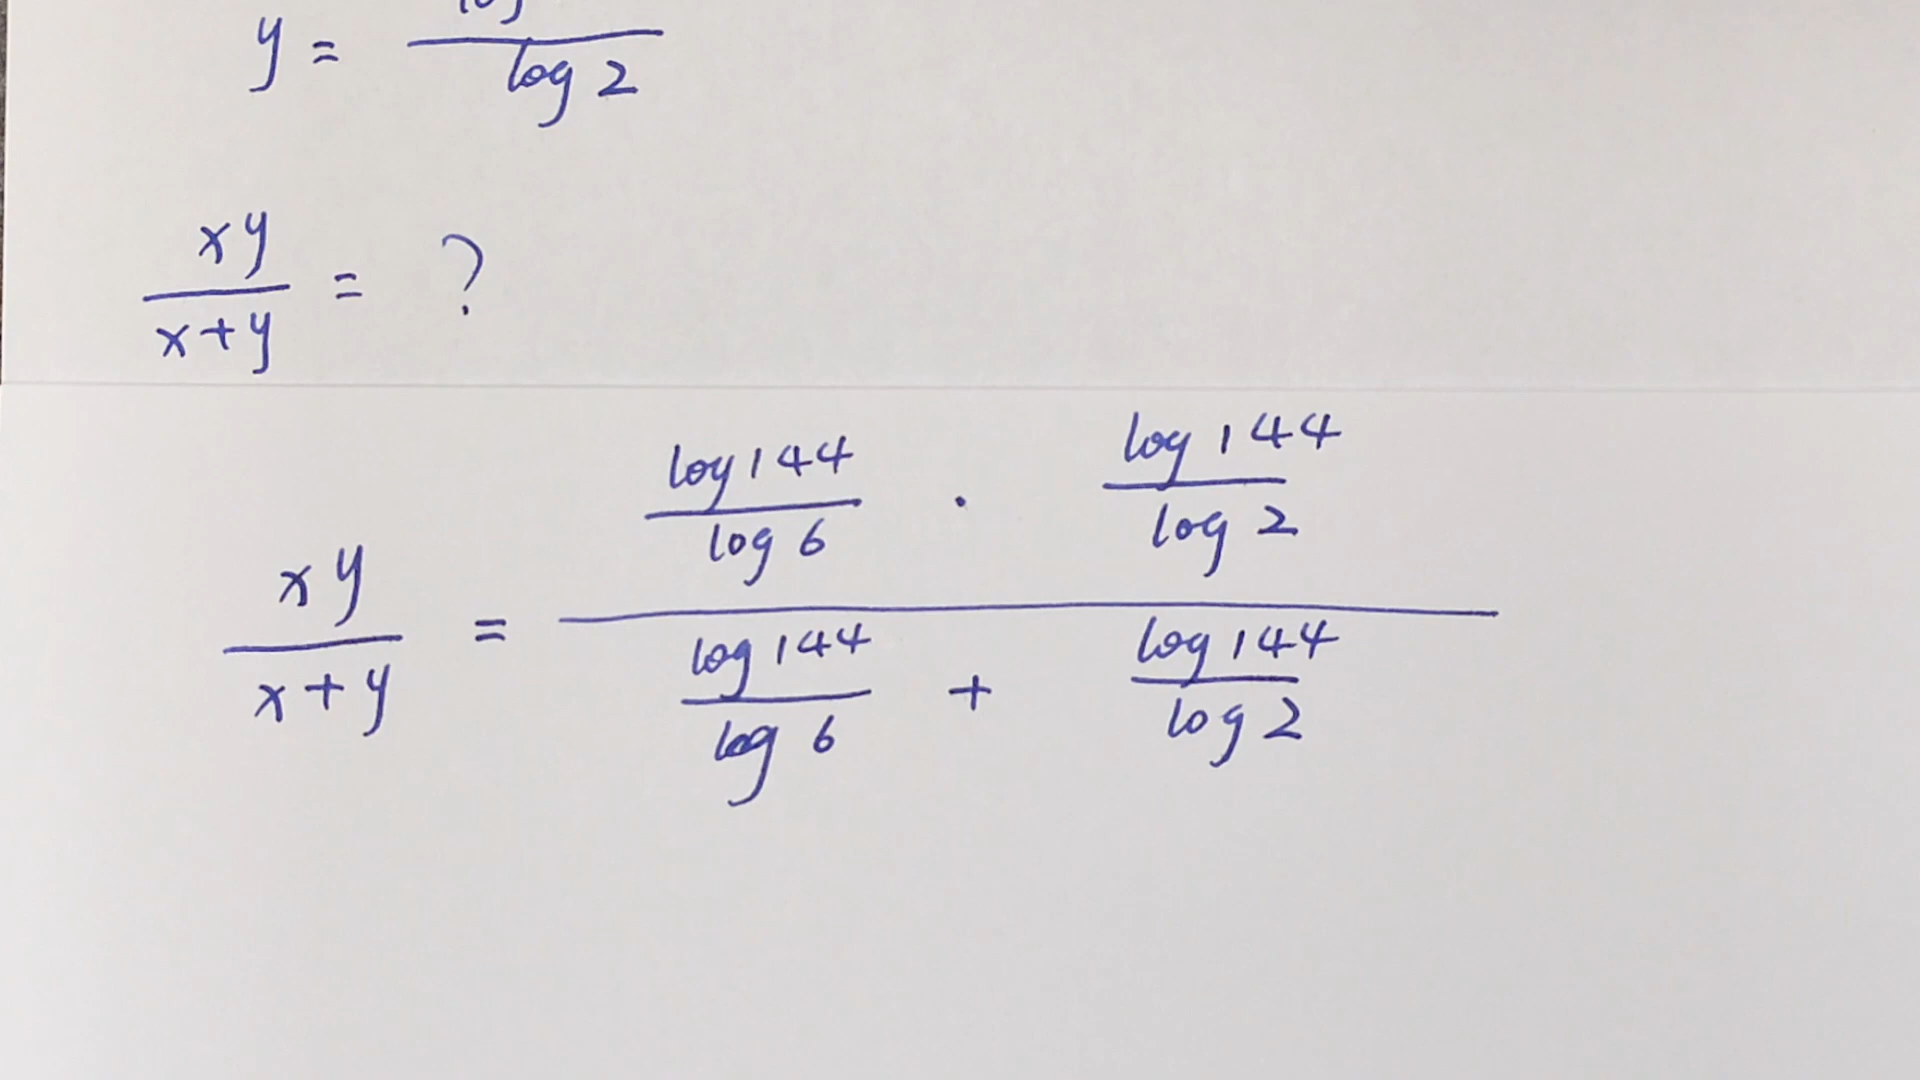 y = log / log 2
xy / x+y = ?
xy / x+y = log 144 / log 6 · log 144 / log 2
log 144 / log 6 + log 144 / log 2